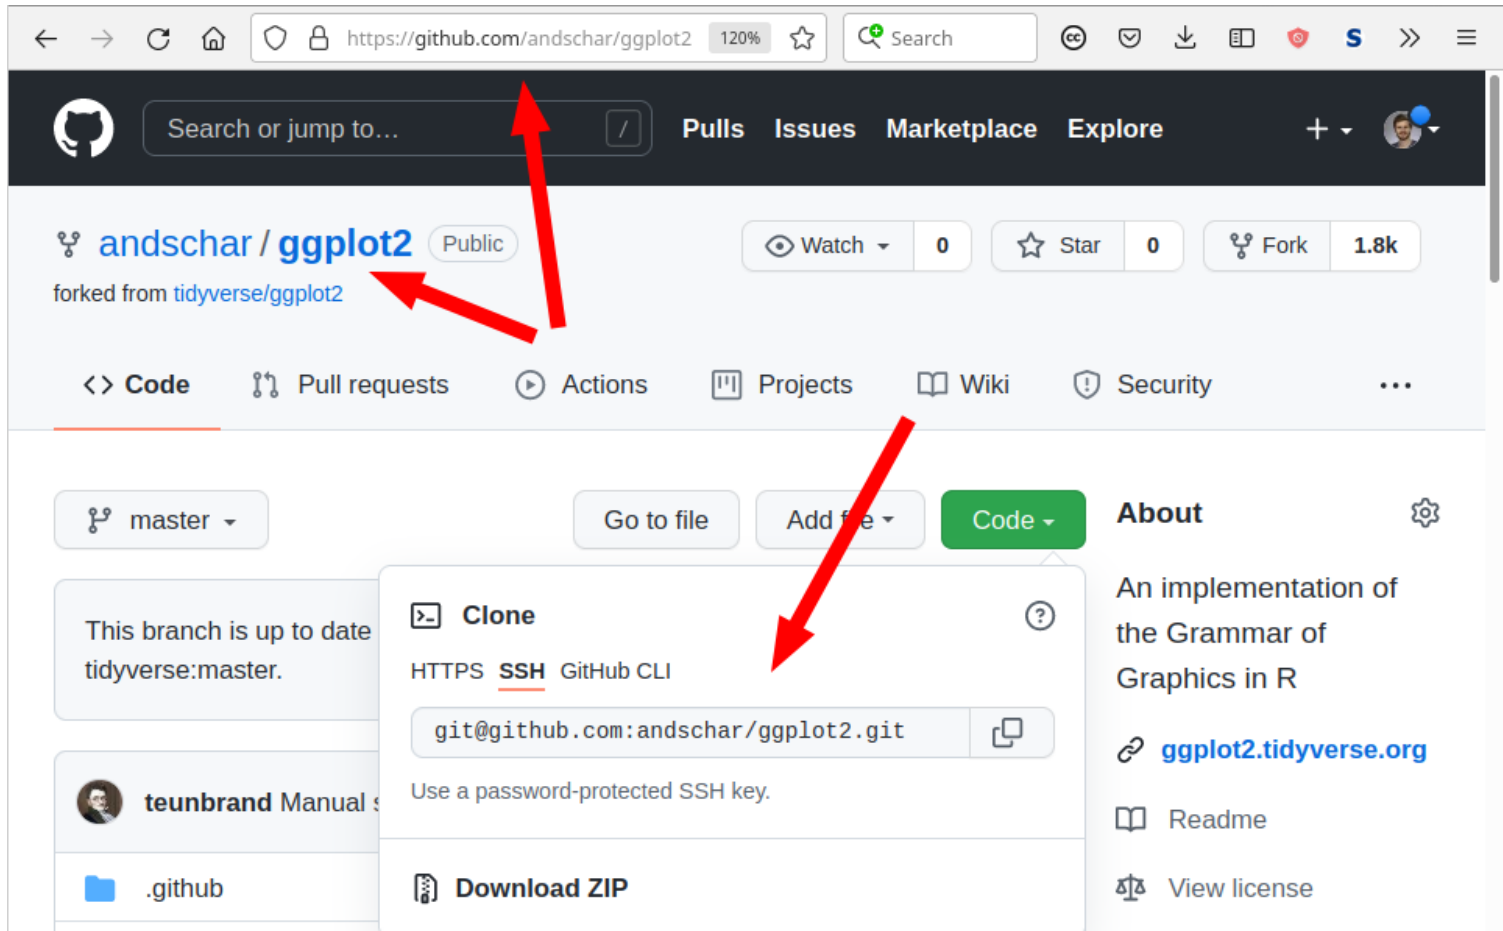 https://github.com/andschar/ggplot2 120% Search
Search or jump to… / Pulls Issues Marketplace Explore
andschar / ggplot2 Public Watch 0 Star 0 Fork 1.8k
forked from tidyverse/ggplot2
Code Pull requests Actions Projects Wiki Security
master Go to file Add file Code About
An implementation of
the Grammar of
Graphics in R
This branch is up to date
tidyverse:master.
Clone
HTTPS SSH GitHub CLI
git@github.com:andschar/ggplot2.git
Use a password-protected SSH key.
Download ZIP
ggplot2.tidyverse.org
Readme
View license
teunbrand Manual
.github